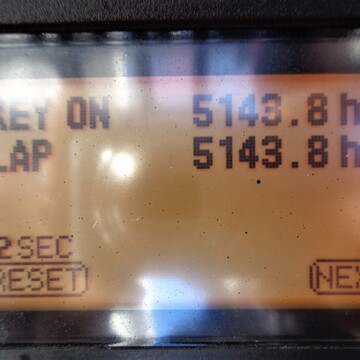 KEY ON 5143.8 h
LAP 5143.8 h
2 SEC
RESET
NEX